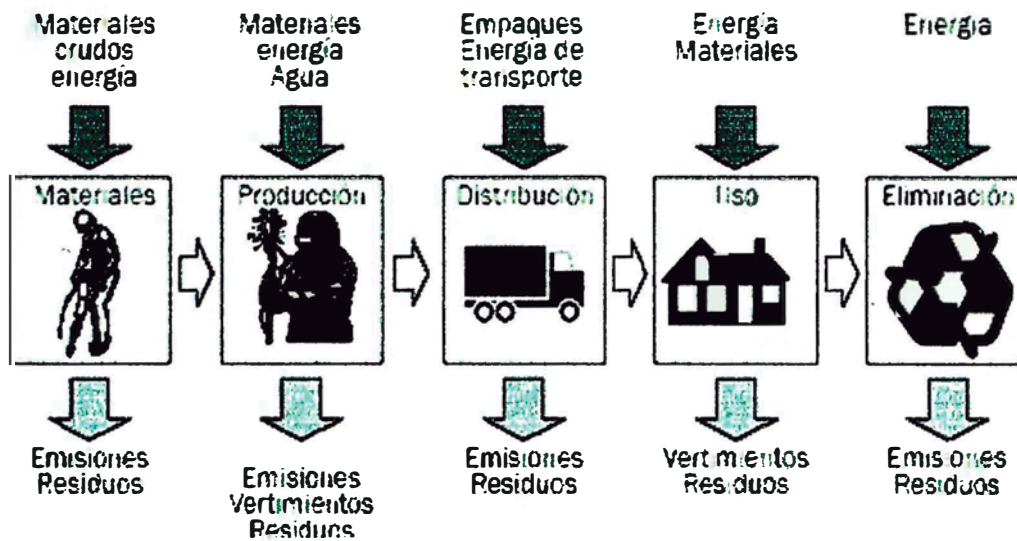 Materiales
crudos
energía
Materiales
energía
Agua
Empaques
Energía de
transporte
Energía
Materiales
Energía
Materiales
Producción
Distribución
Uso
Eliminación
Emisiones
Residuos
Emisiones
Vertimientos
Residuos
Emisiones
Residuos
Vertimientos
Residuos
Emisiones
Residuos